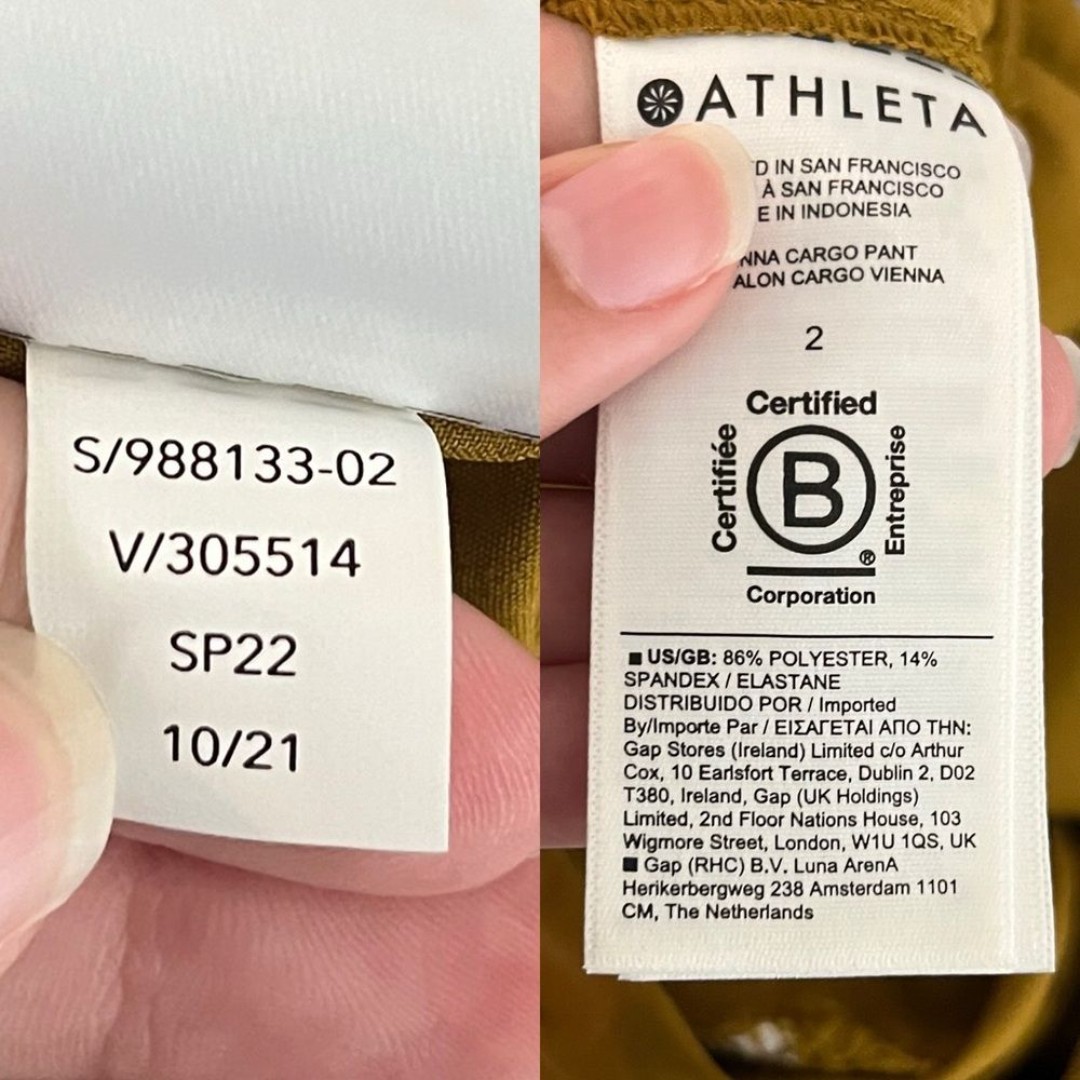 S/988133-02
V/305514
SP22
10/21
ATHLETA
IN SAN FRANCISCO
À SAN FRANCISCO
IN INDONESIA
CARGO PANT
CARGO VIENNA
2
Certified
Certifiée
B
Entreprise
®
Corporation
■ US/GB: 86% POLYESTER, 14%
SPANDEX / ELASTANE
DISTRIBUIDO POR / Imported
By/Importe Par / ΕΙΣΑΓΕΤΑΙ ΑΠΟ ΤΗΝ:
Gap Stores (Ireland) Limited c/o Arthur
Cox, 10 Earlsfort Terrace, Dublin 2, D02
T380, Ireland, Gap (UK Holdings)
Limited, 2nd Floor Nations House, 103
Wigmore Street, London, W1U 1QS, UK
■ Gap (RHC) B.V. Luna ArenA
Herikerbergweg 238 Amsterdam 1101
CM, The Netherlands